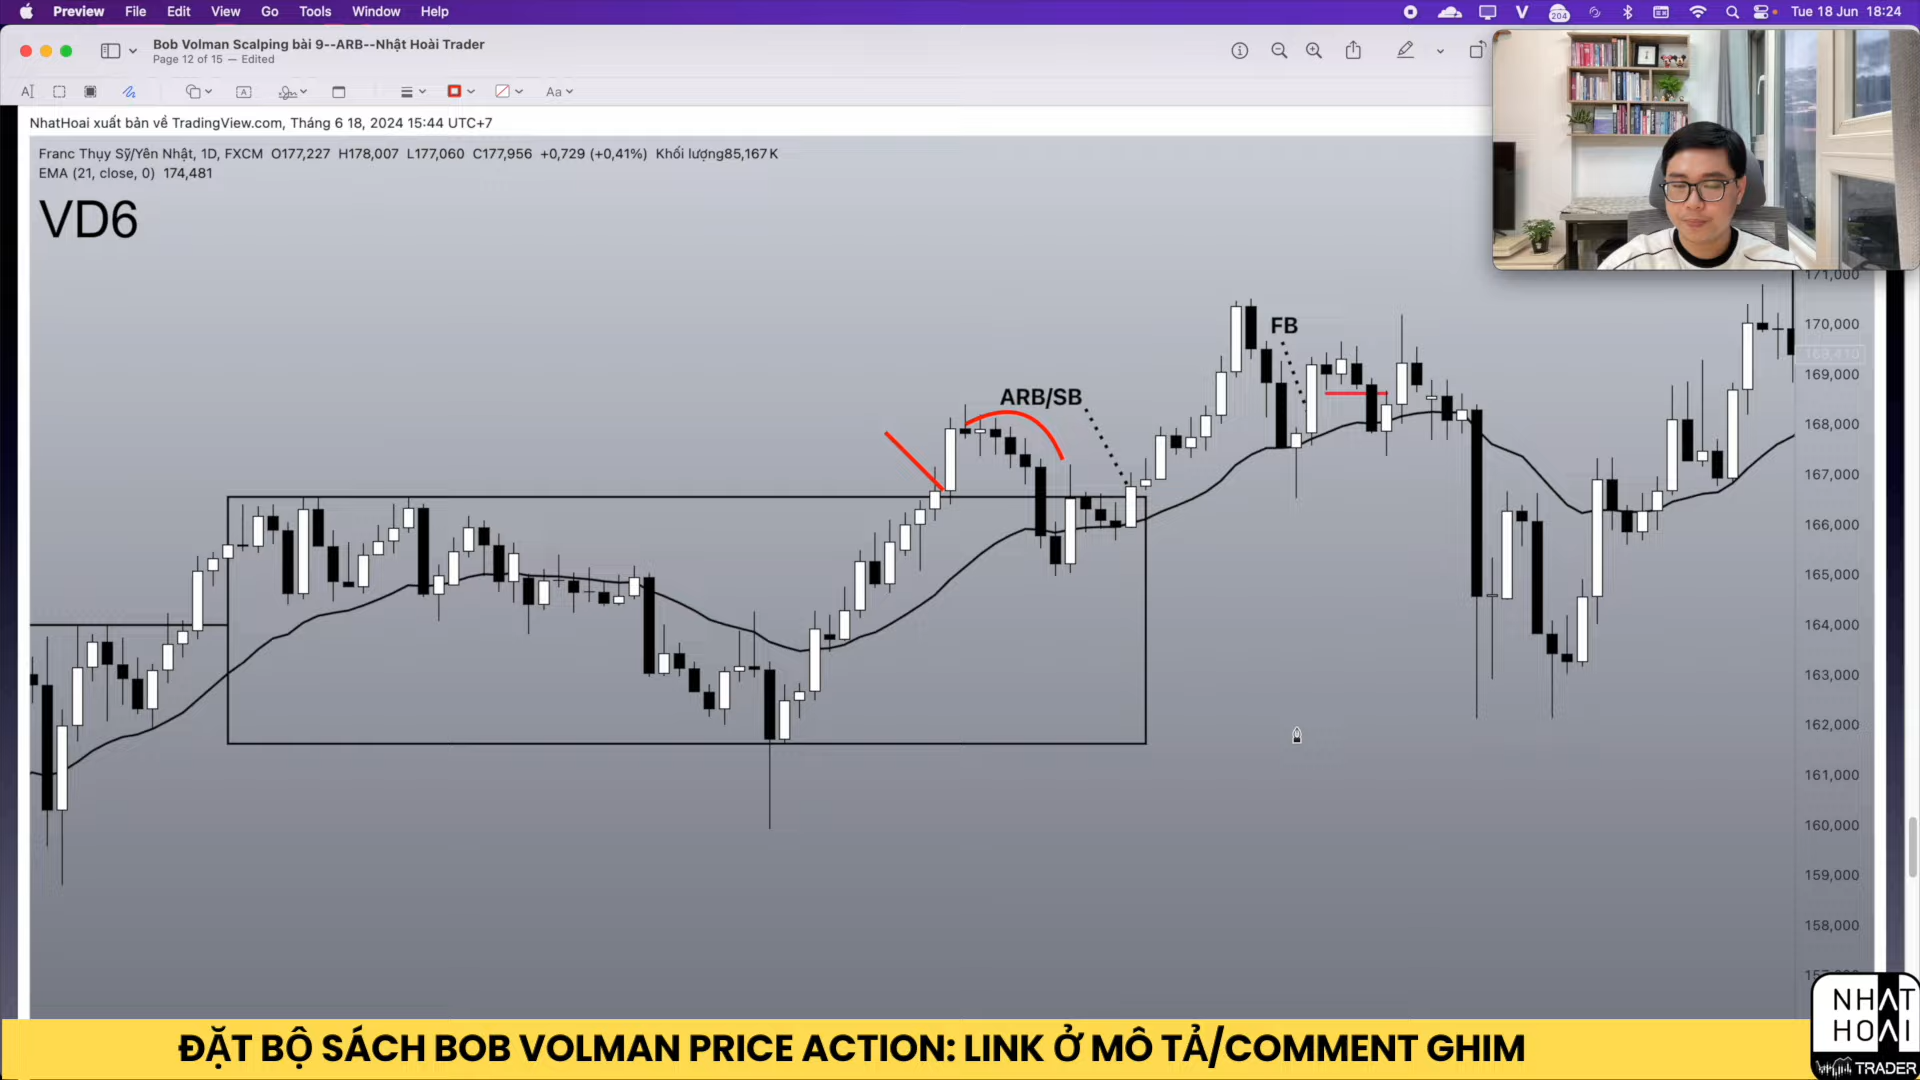 Preview File Edit View Go Tools Window Help
V 204 Tue 18 Jun 18:24
Bob Volman Scalping bài 9--ARB--Nhật Hoài Trader
Page 12 of 15 — Edited
A A Aa
NhatHoai xuất bản về TradingView.com, Tháng 6 18, 2024 15:44 UTC+7
Franc Thụy Sỹ/Yên Nhật, 1D, FXCM O177,227 H178,007 L177,060 C177,956 +0,729 (+0,41%) Khối lượng85,167 K
EMA (21, close, 0) 174,481
VD6
171,000
FB
170,000
169,410
169,000
ARB/SB
168,000
167,000
166,000
165,000
164,000
163,000
162,000
161,000
160,000
159,000
158,000
NHAT
HOAI
TRADER
ĐẶT BỘ SÁCH BOB VOLMAN PRICE ACTION: LINK Ở MÔ TẢ/COMMENT GHIM